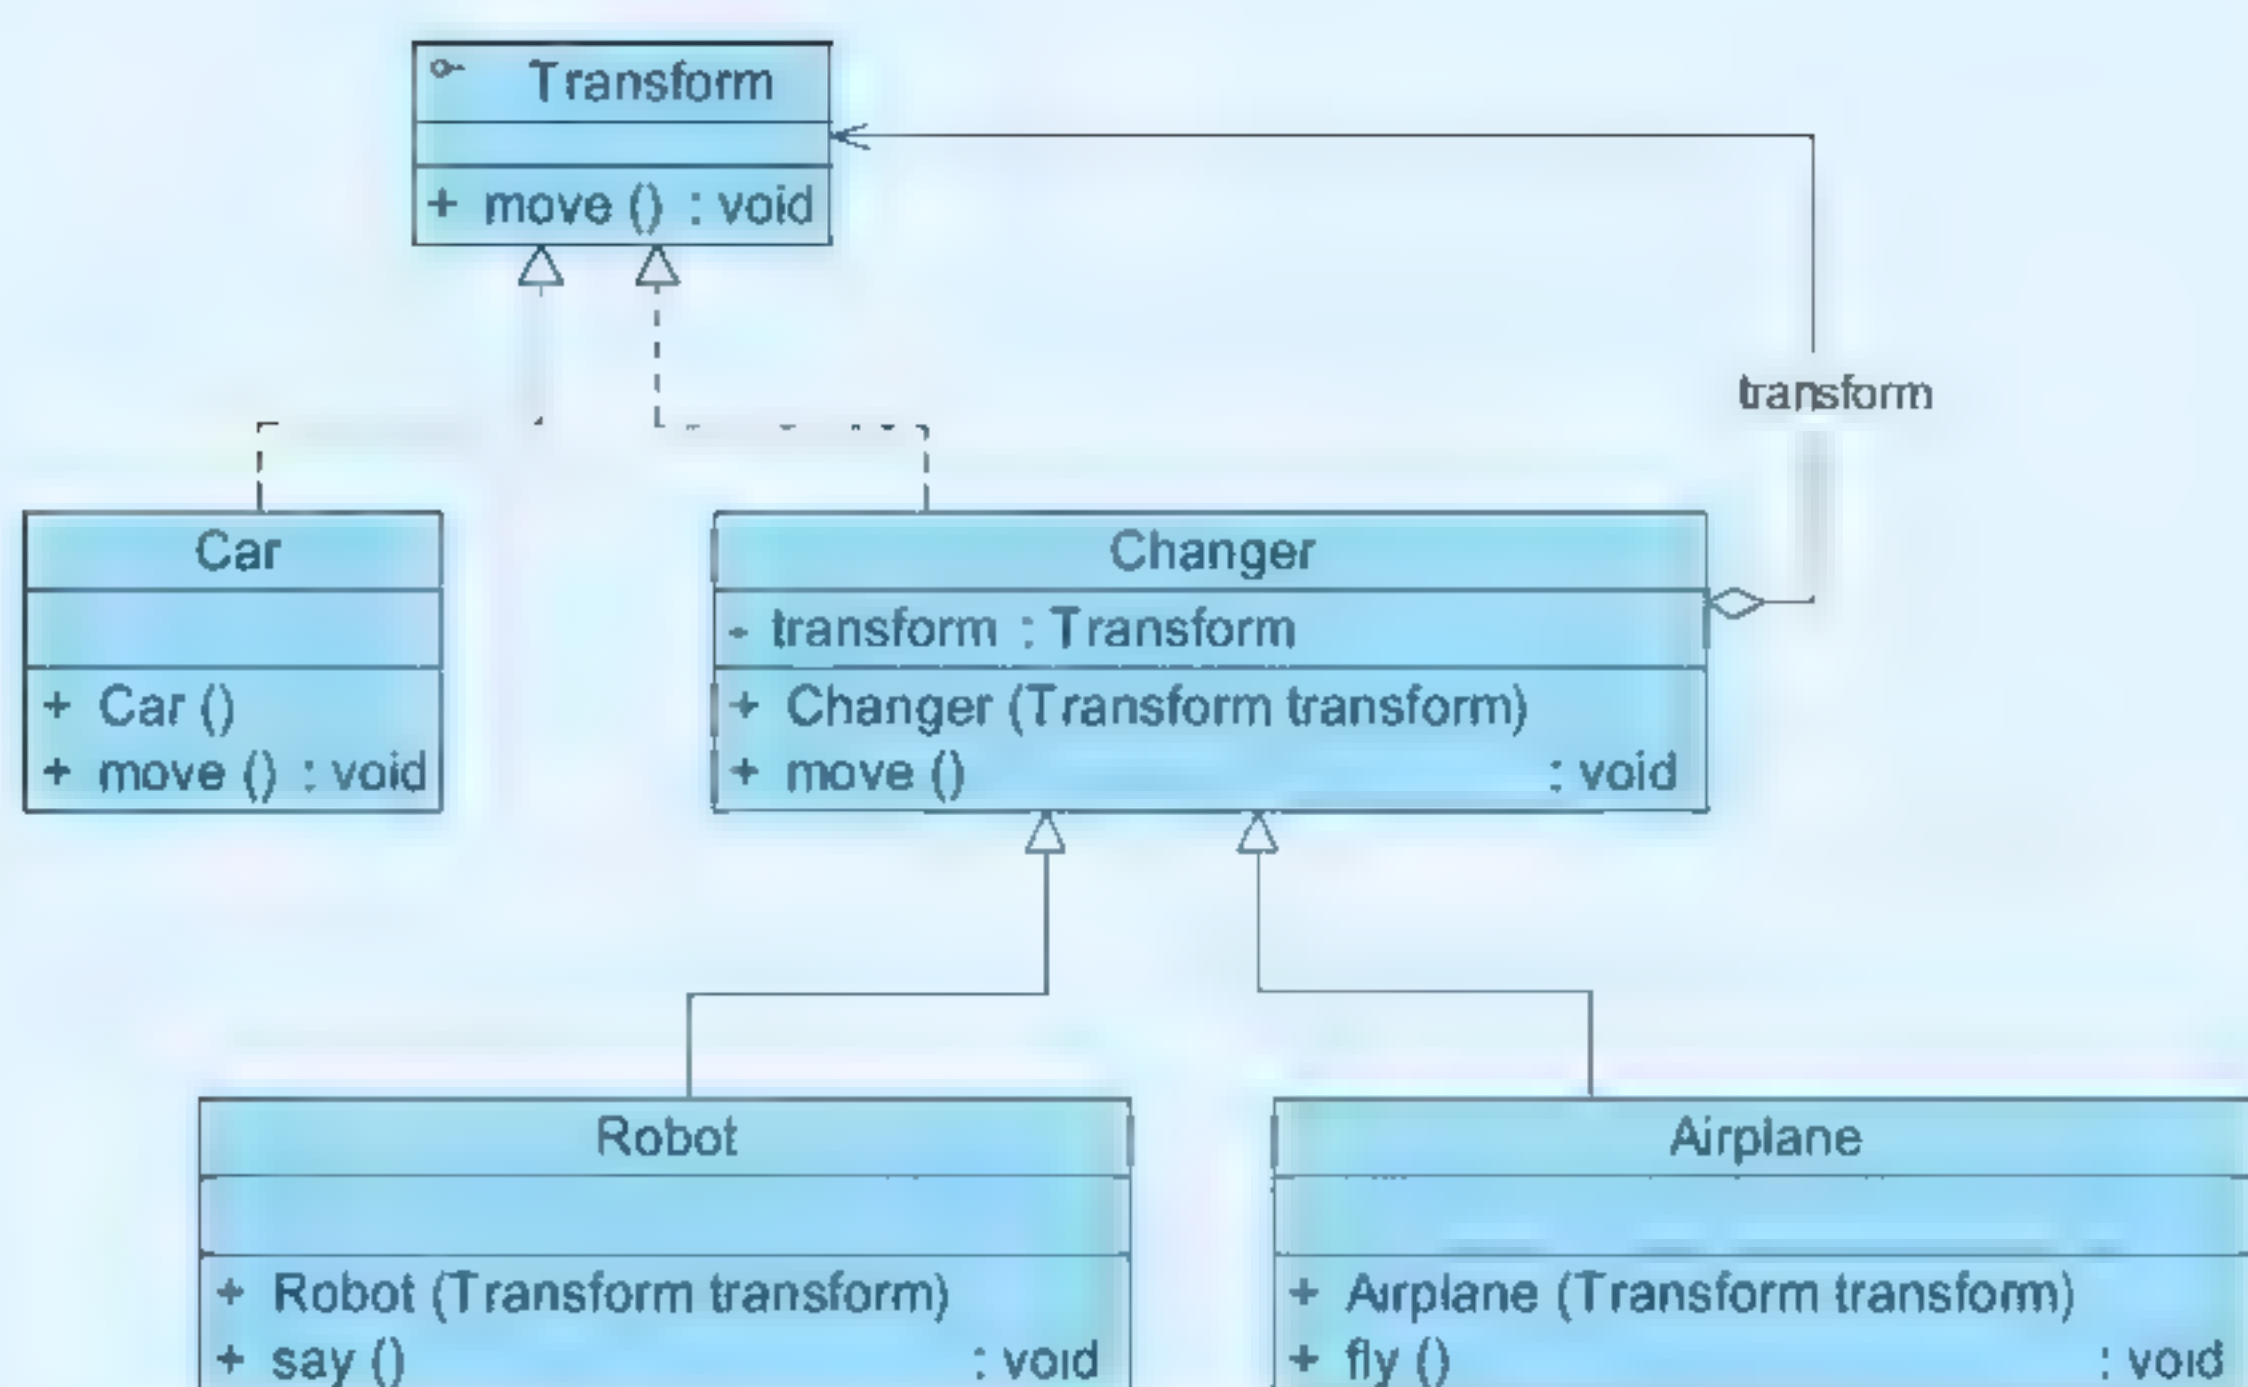 Transform
+ move () : void
transform
Car
Changer
- transform : Transform
+ Car ()
+ move () : void
+ Changer (Transform transform)
+ move () : void
Robot
Airplane
+ Robot (Transform transform)
+ say () : void
+ Airplane (Transform transform)
+ fly () : void